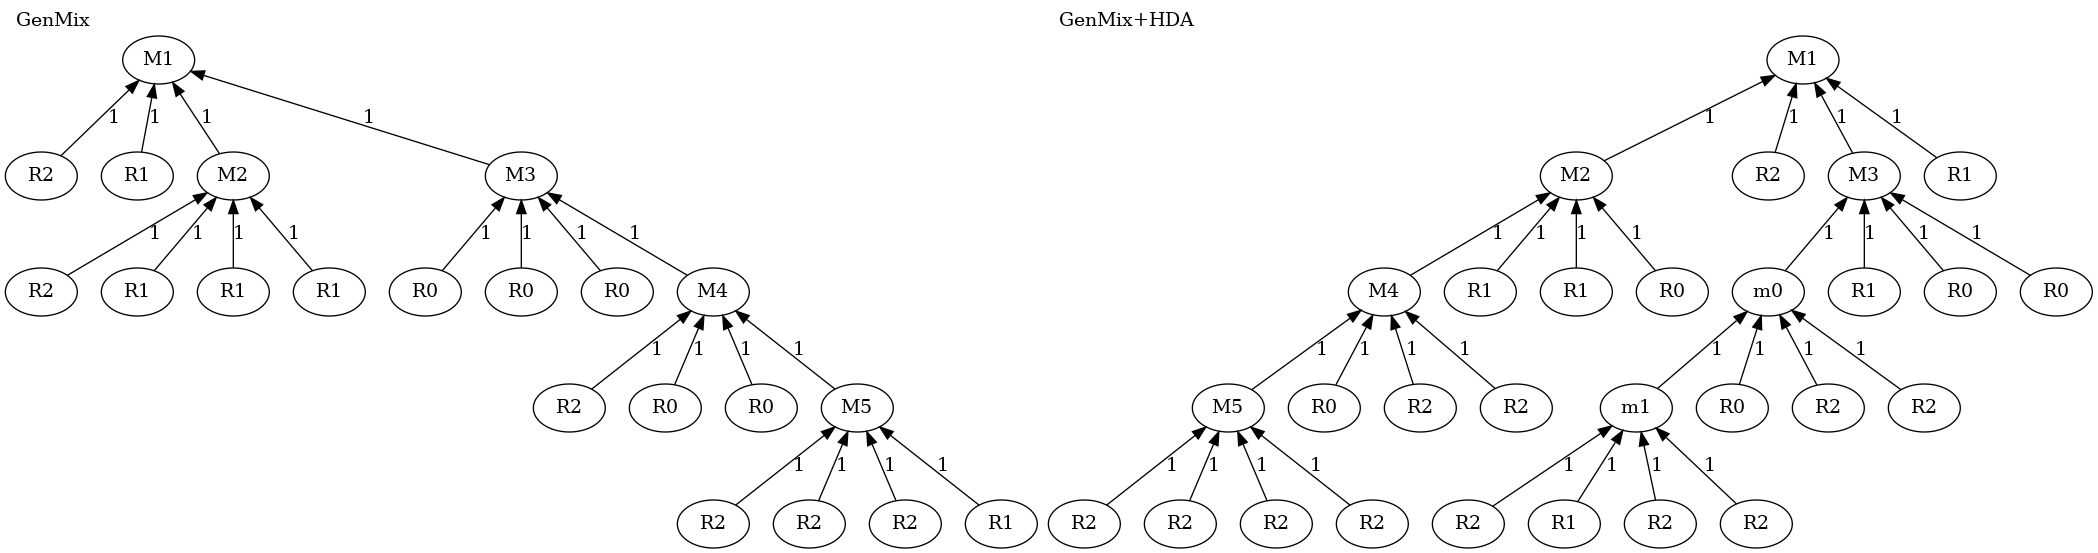 GenMix GenMix+HDA
M1 M1
1 1 1 1 1 1 1 1
R2 R1 M2 M3 M2 R2 M3 R1
1 1 1 1 1 1 1 1 1 1 1 1 1 1 1 1
R2 R1 R1 R1 R0 R0 R0 M4 M4 R1 R1 R0 m0 R1 R0 R0
1 1 1 1 1 1 1 1 1 1 1 1
R2 R0 R0 M5 M5 R0 R2 R2 m1 R0 R2 R2
1 1 1 1 1 1 1 1 1 1 1 1
R2 R2 R2 R1 R2 R2 R2 R2 R2 R1 R2 R2